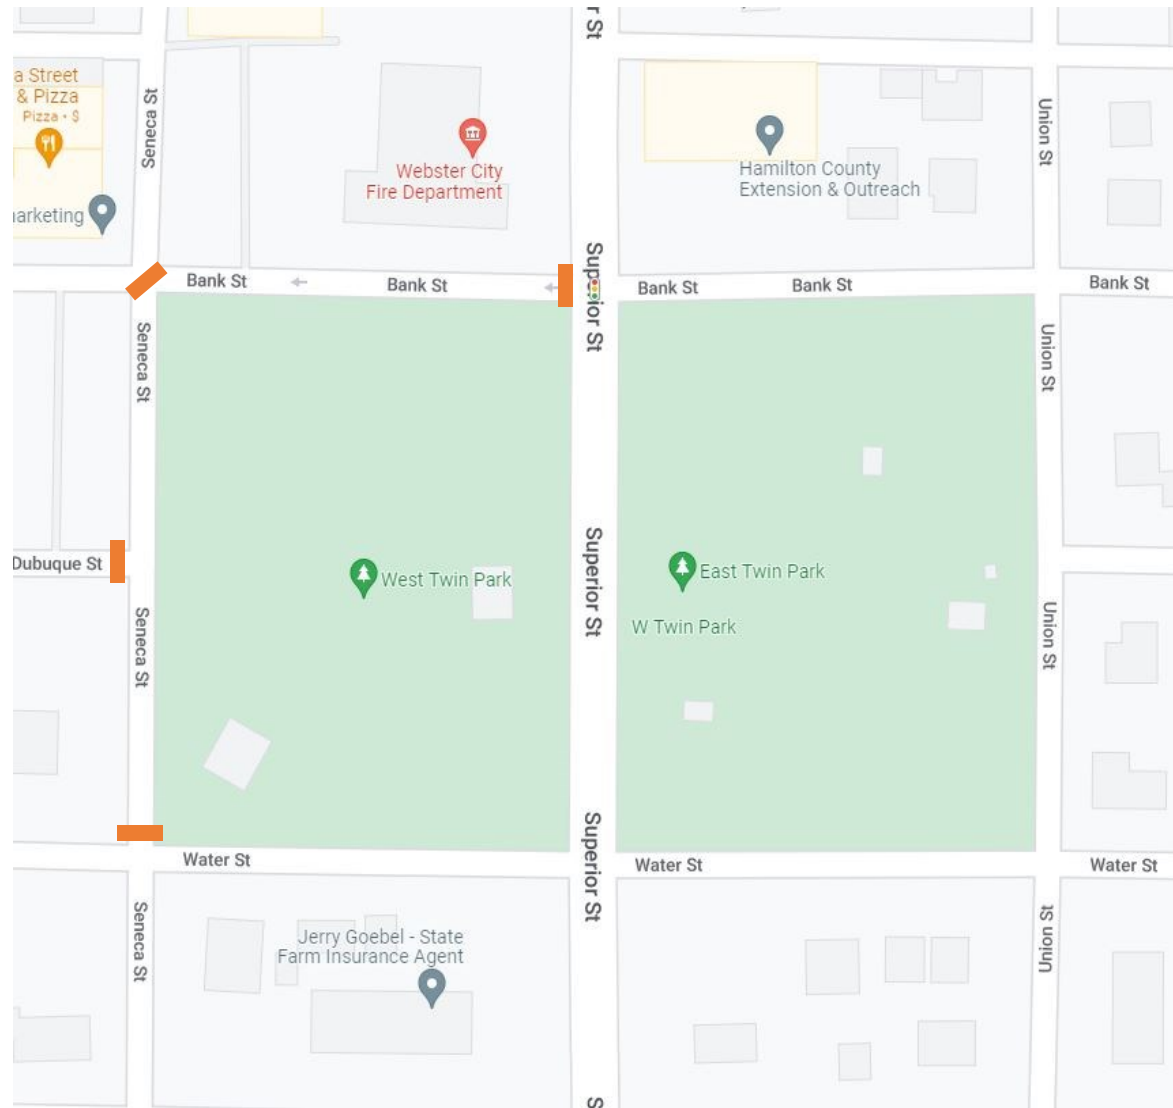 r St
a Street
& Pizza
Pizza • $
Seneca St
arketing
Webster City
Fire Department
Hamilton County
Extension & Outreach
Union St
Superior St
Bank St
Bank St
Bank St
Bank St
Bank St
Seneca St
Union St
Dubuque St
West Twin Park
Superior St
East Twin Park
W Twin Park
Seneca St
Union St
Water St
Superior St
Water St
Water St
Seneca St
Jerry Goebel - State
Farm Insurance Agent
Union St
S